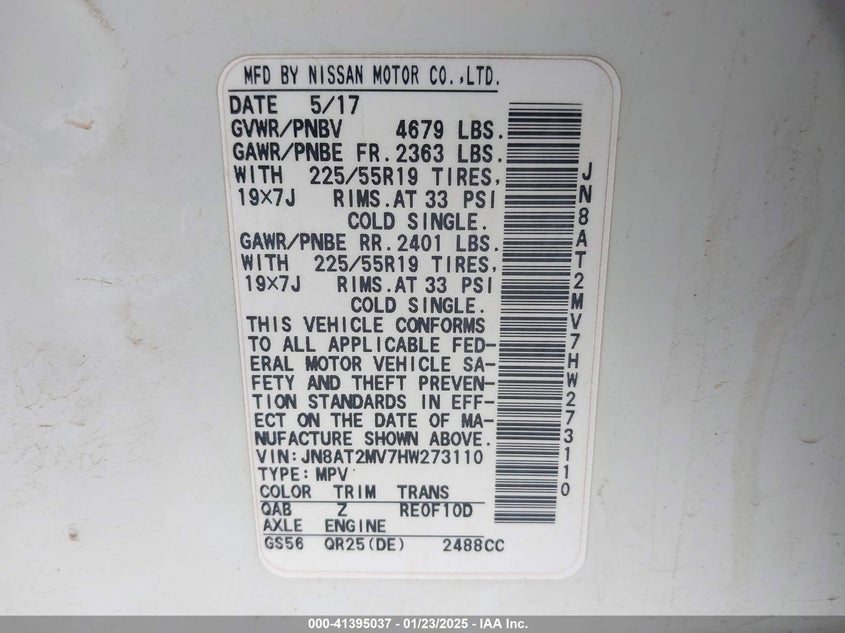 MFD BY NISSAN MOTOR CO.,LTD.
DATE 5/17
GVWR/PNBV 4679 LBS.
GAWR/PNBE FR.2363 LBS.
WITH 225/55R19 TIRES,
19×7J RIMS.AT 33 PSI
COLD SINGLE.
GAWR/PNBE RR.2401 LBS.
WITH 225/55R19 TIRES,
19×7J RIMS.AT 33 PSI
COLD SINGLE.
THIS VEHICLE CONFORMS
TO ALL APPLICABLE FED-
ERAL MOTOR VEHICLE SA-
FETY AND THEFT PREVEN-
TION STANDARDS IN EFF-
ECT ON THE DATE OF MA-
NUFACTURE SHOWN ABOVE.
VIN:JN8AT2MV7HW273110
TYPE:MPV
COLOR TRIM TRANS
QAB Z RE0F10D
AXLE ENGINE
GS56 QR25(DE) 2488CC
JN8AT2MV7HW273110
000-41395037 - 01/23/2025 - IAA Inc.